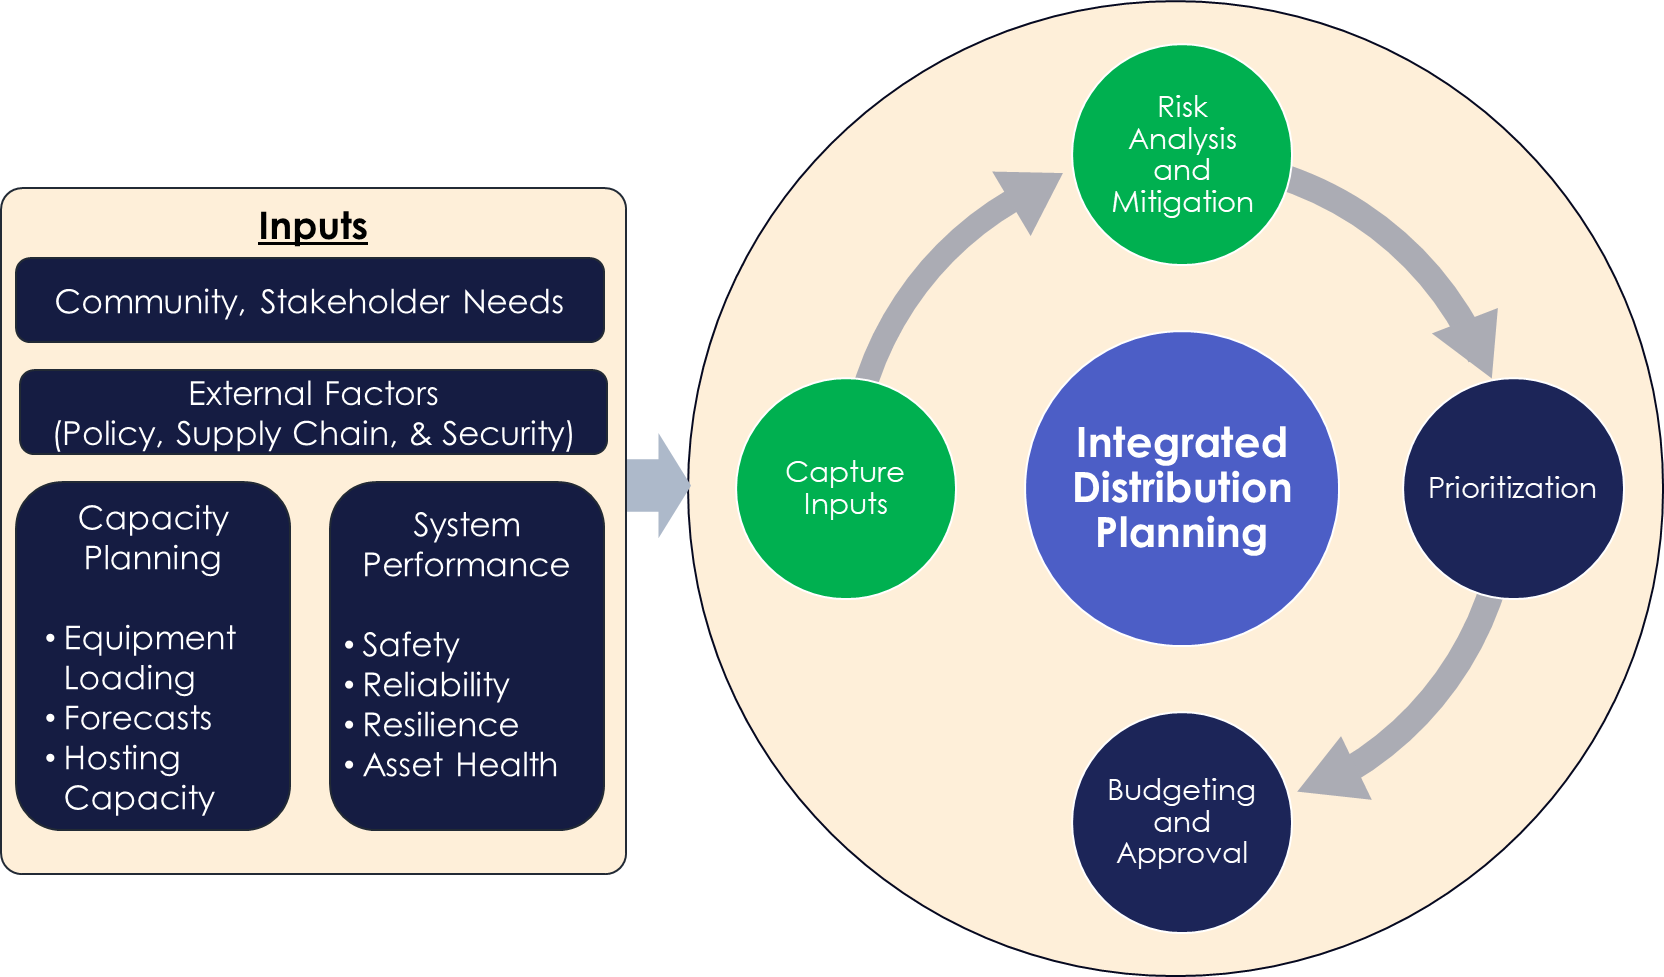 Inputs
Community, Stakeholder Needs
External Factors
(Policy, Supply Chain, & Security)
Capacity
Planning
• Equipment
Loading
• Forecasts
• Hosting
Capacity
System
Performance
• Safety
• Reliability
• Resilience
• Asset Health
Capture
Inputs
Risk
Analysis
and
Mitigation
Integrated
Distribution
Planning
Prioritization
Budgeting
and
Approval